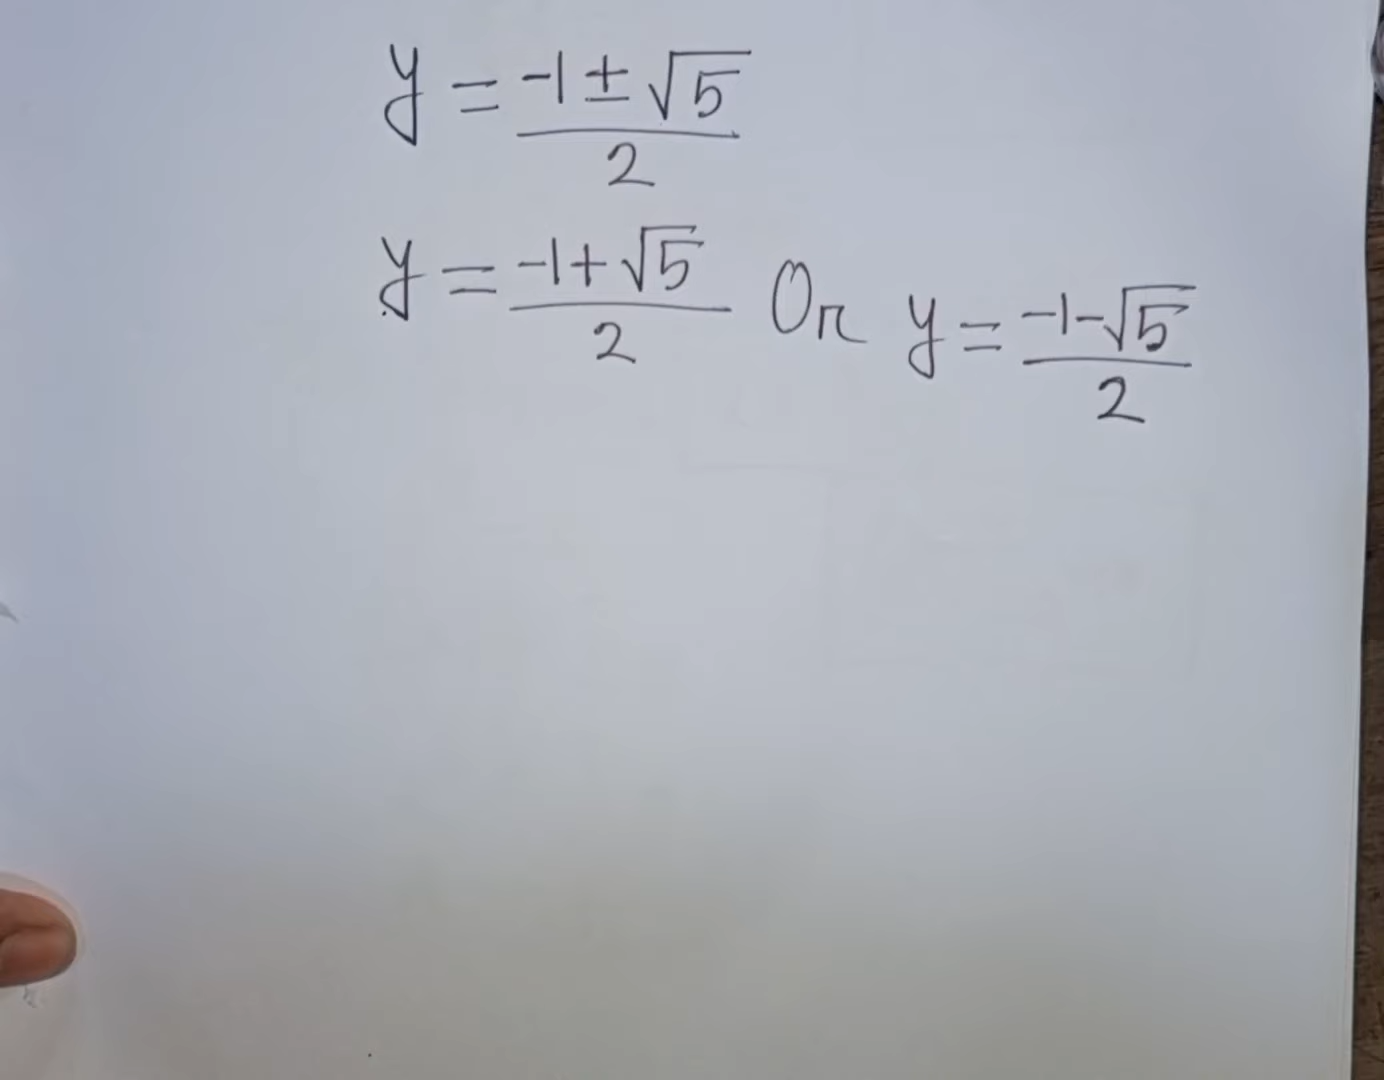 y = (-1 ± √5)/2
y = (-1 + √5)/2 Or y = (-1 - √5)/2